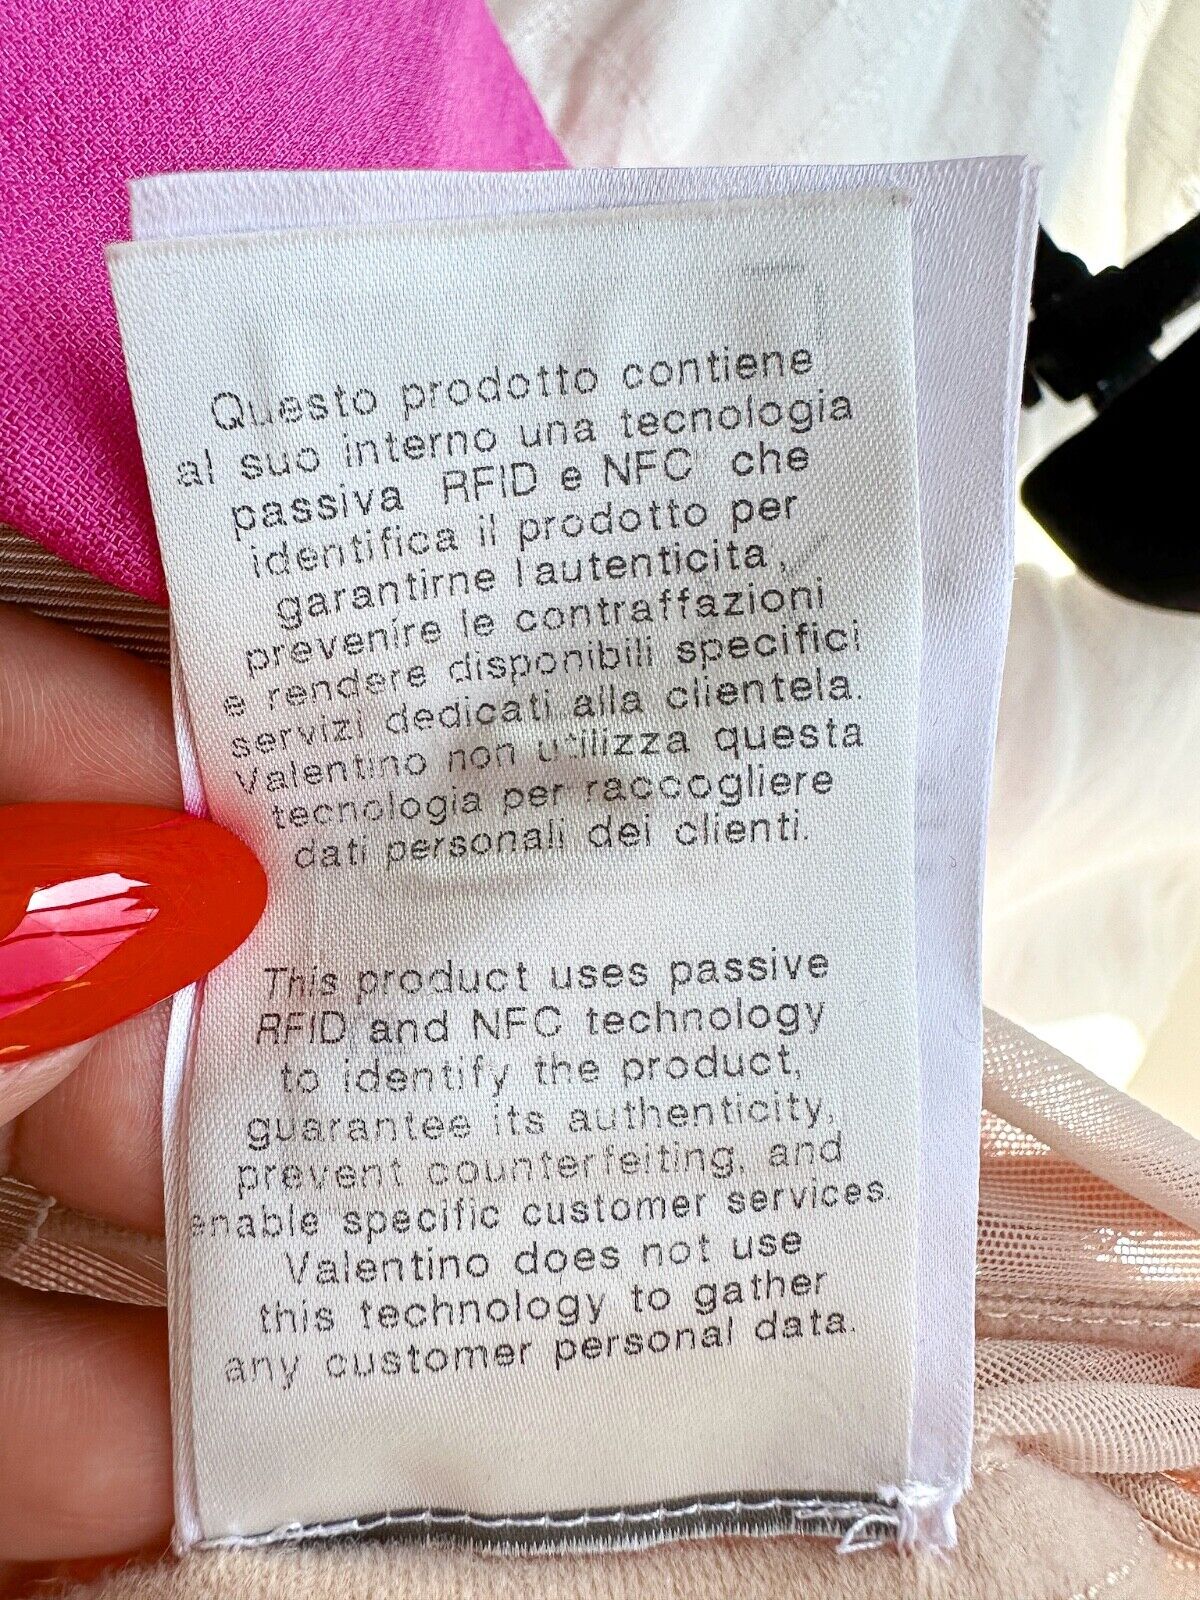 Questo prodotto contiene
al suo interno una tecnologia
passiva RFID e NFC che
identifica il prodotto per
garantirne l'autenticita',
prevenire le contraffazioni
e rendere disponibili specifici
servizi dedicati alla clientela.
Valentino non utilizza questa
tecnologia per raccogliere
dati personali dei clienti.
This product uses passive
RFID and NFC technology
to identify the product,
guarantee its authenticity,
prevent counterfeiting, and
enable specific customer services.
Valentino does not use
this technology to gather
any customer personal data.